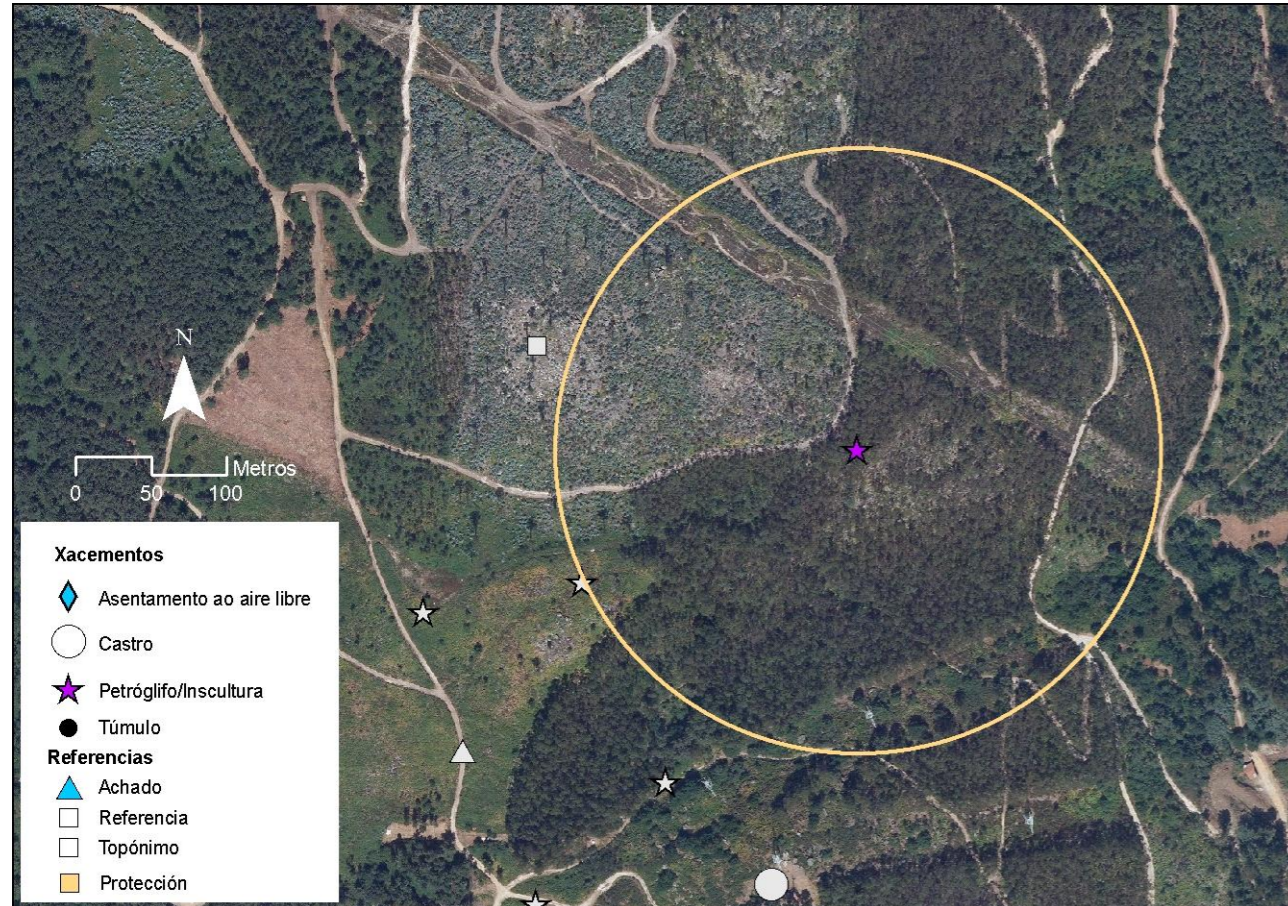 N
Metros
0 50 100
Xacementos
Asentamento ao aire libre
Castro
Petróglifo/Inscultura
Túmulo
Referencias
Achado
Referencia
Topónimo
Protección